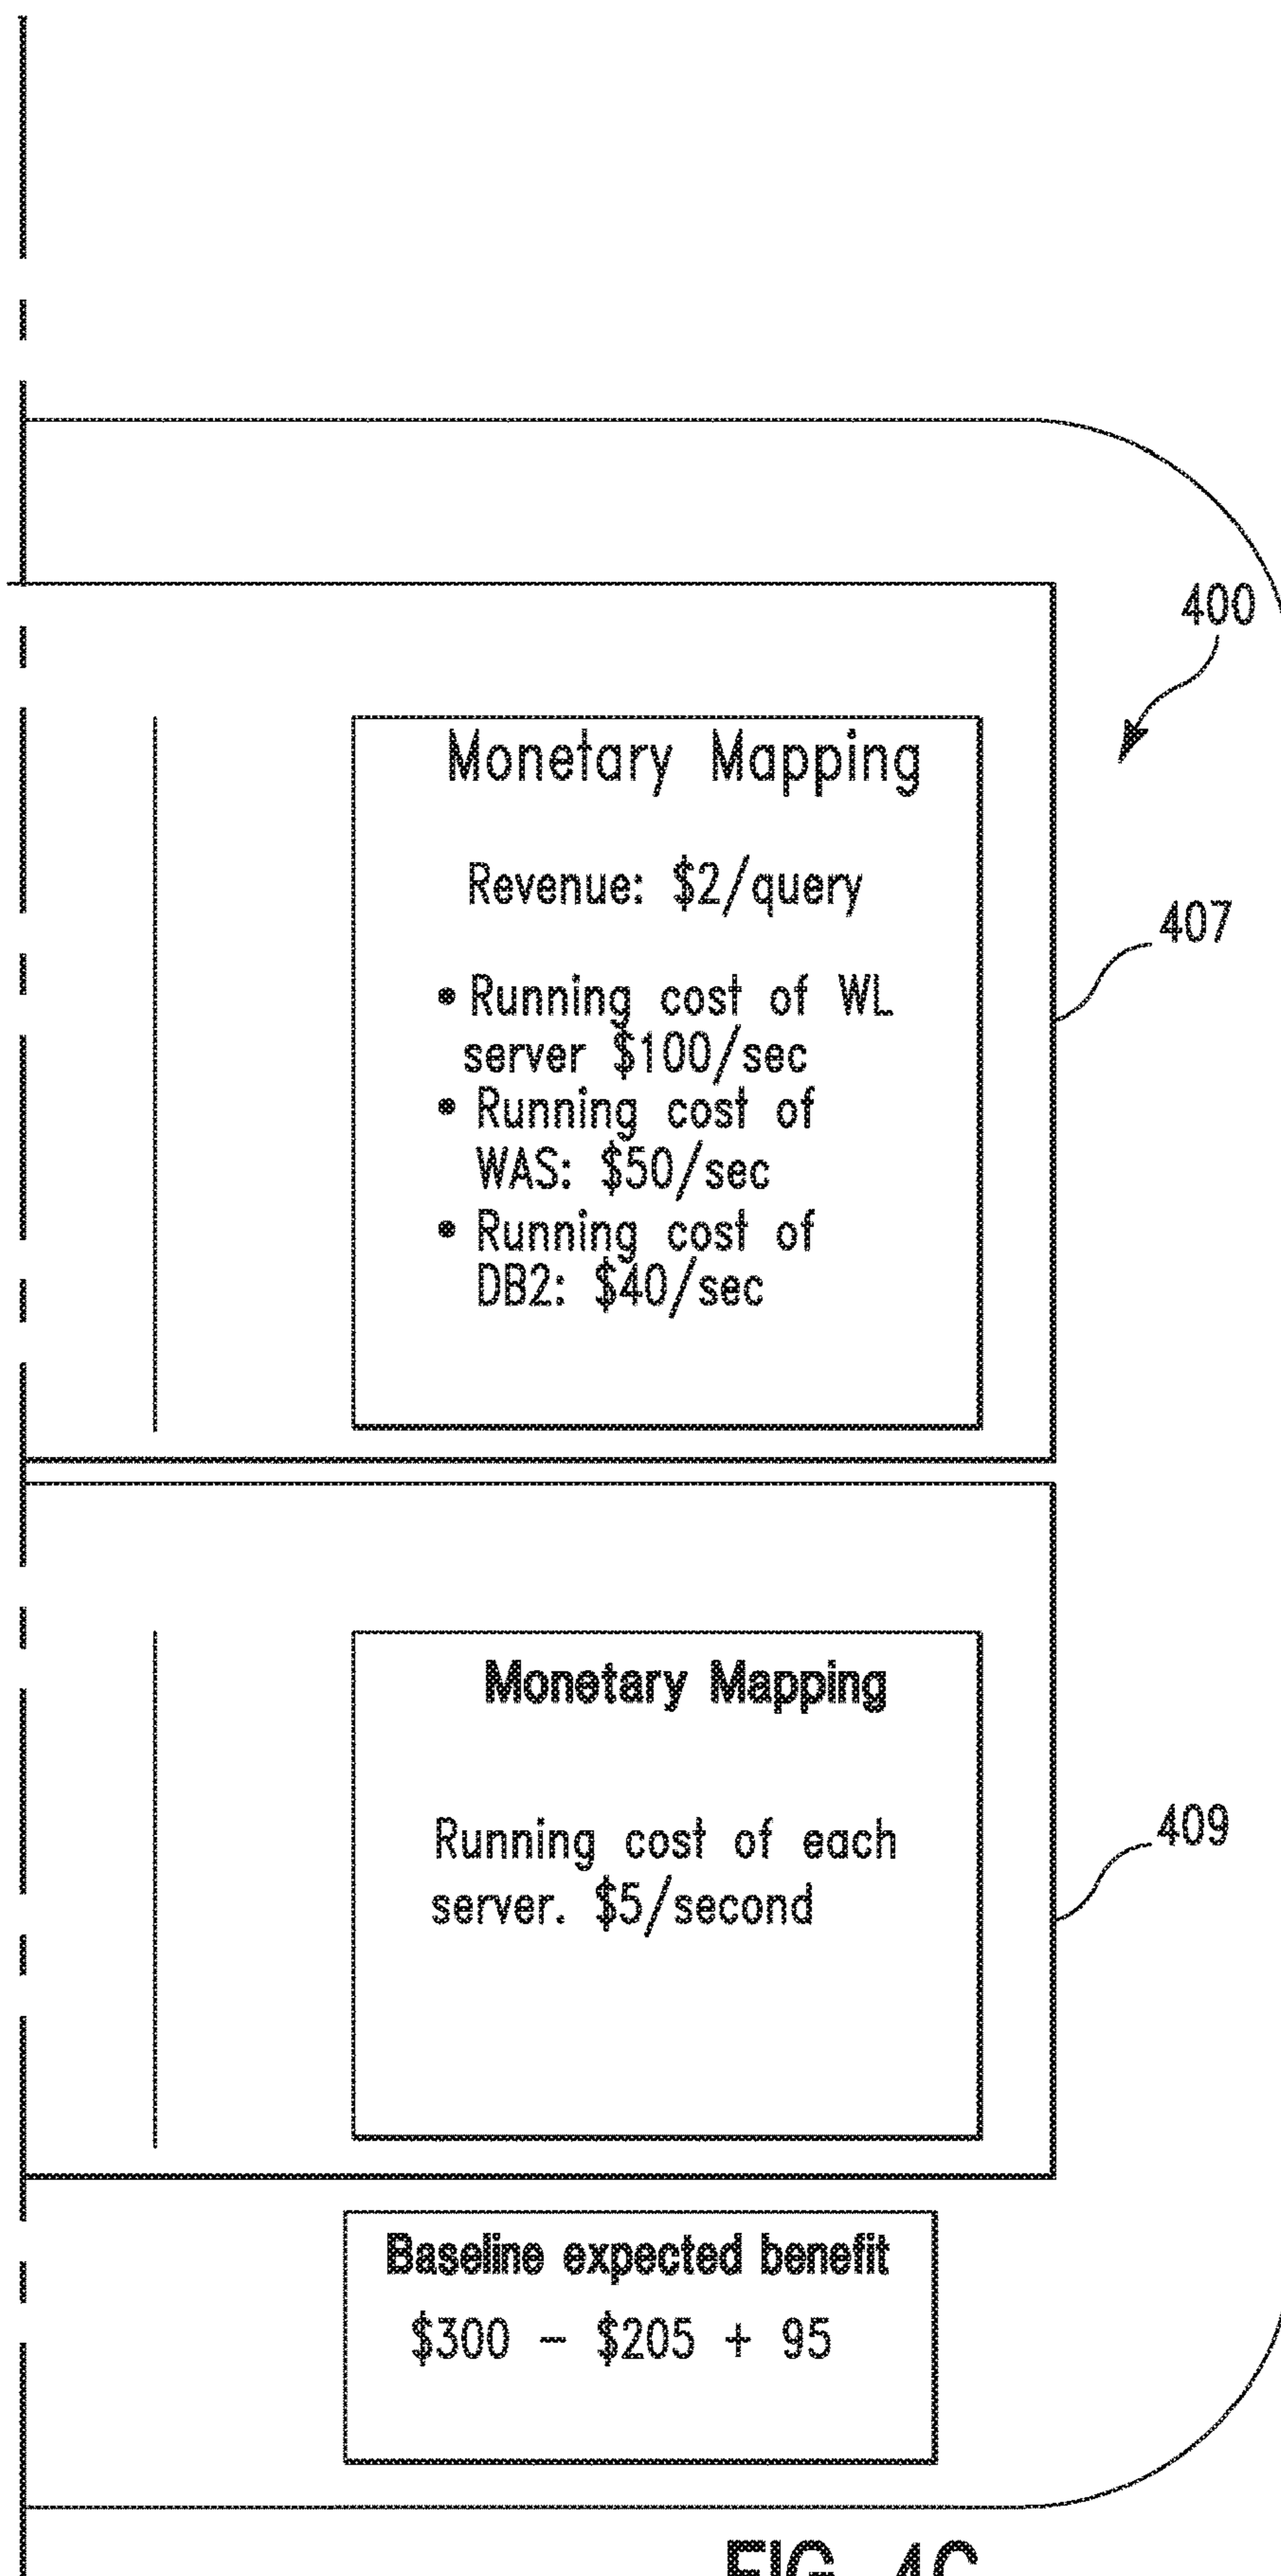 400
Monetary Mapping
Revenue: $2/query
407
• Running cost of WL
server $100/sec
• Running cost of
WAS: $50/sec
• Running cost of
DB2: $40/sec
Monetary Mapping
Running cost of each
server. $5/second
409
Baseline expected benefit
$300 - $205 + 95
FIG. 4C